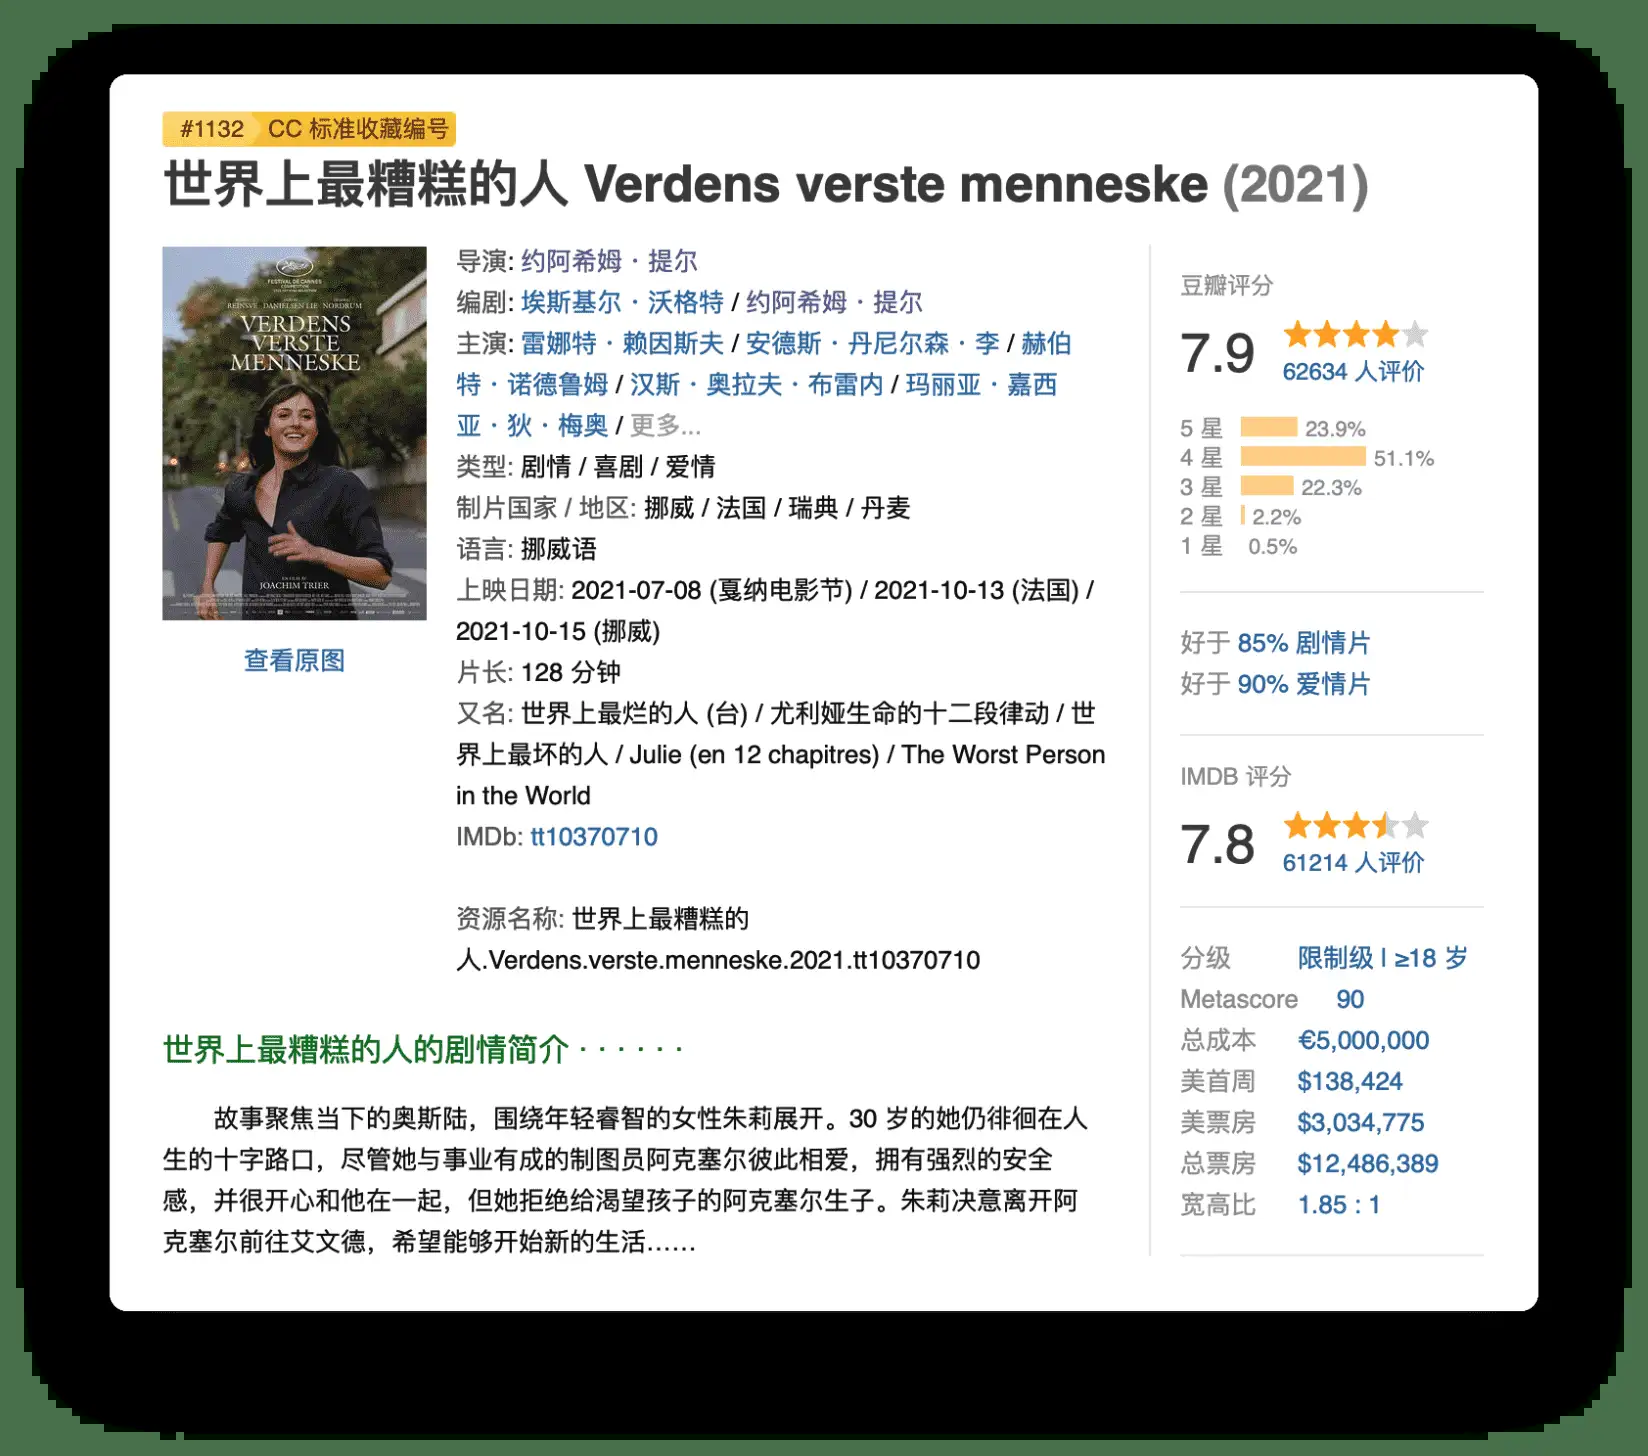 #1132 CC 标准收藏编号
世界上最糟糕的人 Verdens verste menneske (2021)
FESTIVAL DE CANNES
REINSVE DANIELSEN LIE NORDRUM
VERDENS
VERSTE
MENNESKE
JOACHIM TRIER
查看原图
导演: 约阿希姆 · 提尔
编剧: 埃斯基尔 · 沃格特 / 约阿希姆 · 提尔
主演: 雷娜特 · 赖因斯夫 / 安德斯 · 丹尼尔森 · 李 / 赫伯
特 · 诺德鲁姆 / 汉斯 · 奥拉夫 · 布雷内 / 玛丽亚 · 嘉西
亚 · 狄 · 梅奥 / 更多...
类型: 剧情 / 喜剧 / 爱情
制片国家 / 地区: 挪威 / 法国 / 瑞典 / 丹麦
语言: 挪威语
上映日期: 2021-07-08 (戛纳电影节) / 2021-10-13 (法国) /
2021-10-15 (挪威)
片长: 128 分钟
又名: 世界上最烂的人 (台) / 尤利娅生命的十二段律动 / 世
界上最坏的人 / Julie (en 12 chapitres) / The Worst Person
in the World
IMDb: tt10370710
资源名称: 世界上最糟糕的
人.Verdens.verste.menneske.2021.tt10370710
豆瓣评分
7.9
62634 人评价
5 星 23.9%
4 星 51.1%
3 星 22.3%
2 星 2.2%
1 星 0.5%
好于 85% 剧情片
好于 90% 爱情片
IMDB 评分
7.8
61214 人评价
分级 限制级 | ≥18 岁
Metascore 90
总成本 €5,000,000
美首周 $138,424
美票房 $3,034,775
总票房 $12,486,389
宽高比 1.85 : 1
世界上最糟糕的人的剧情简介 · · · · · ·
故事聚焦当下的奥斯陆，围绕年轻睿智的女性朱莉展开。30 岁的她仍徘徊在人
生的十字路口，尽管她与事业有成的制图员阿克塞尔彼此相爱，拥有强烈的安全
感，并很开心和他在一起，但她拒绝给渴望孩子的阿克塞尔生子。朱莉决意离开阿
克塞尔前往艾文德，希望能够开始新的生活……